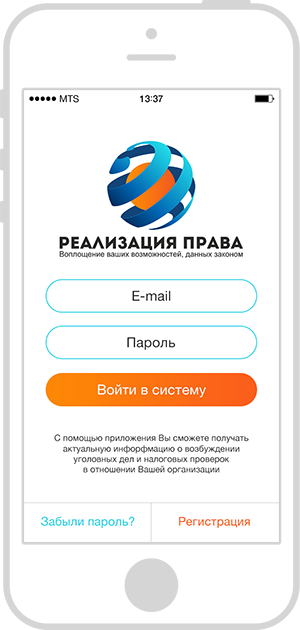 MTS 13:37
РЕАЛИЗАЦИЯ ПРАВА
Воплощение ваших возможностей, данных законом
E-mail
Пароль
Войти в систему
С помощью приложения Вы сможете получать
актуальную инфорфмацию о возбуждении
уголовных дел и налоговых проверок
в отношении Вашей организации
Забыли пароль? Регистрация